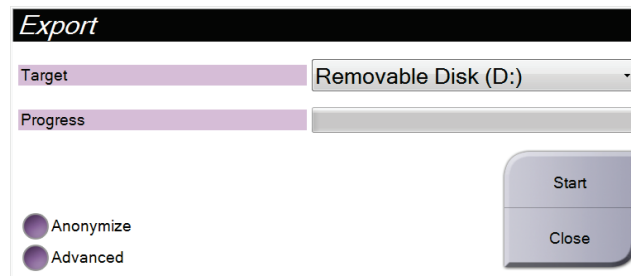 Export
Target
Removable Disk (D:)
Progress
Start
Close
Anonymize
Advanced